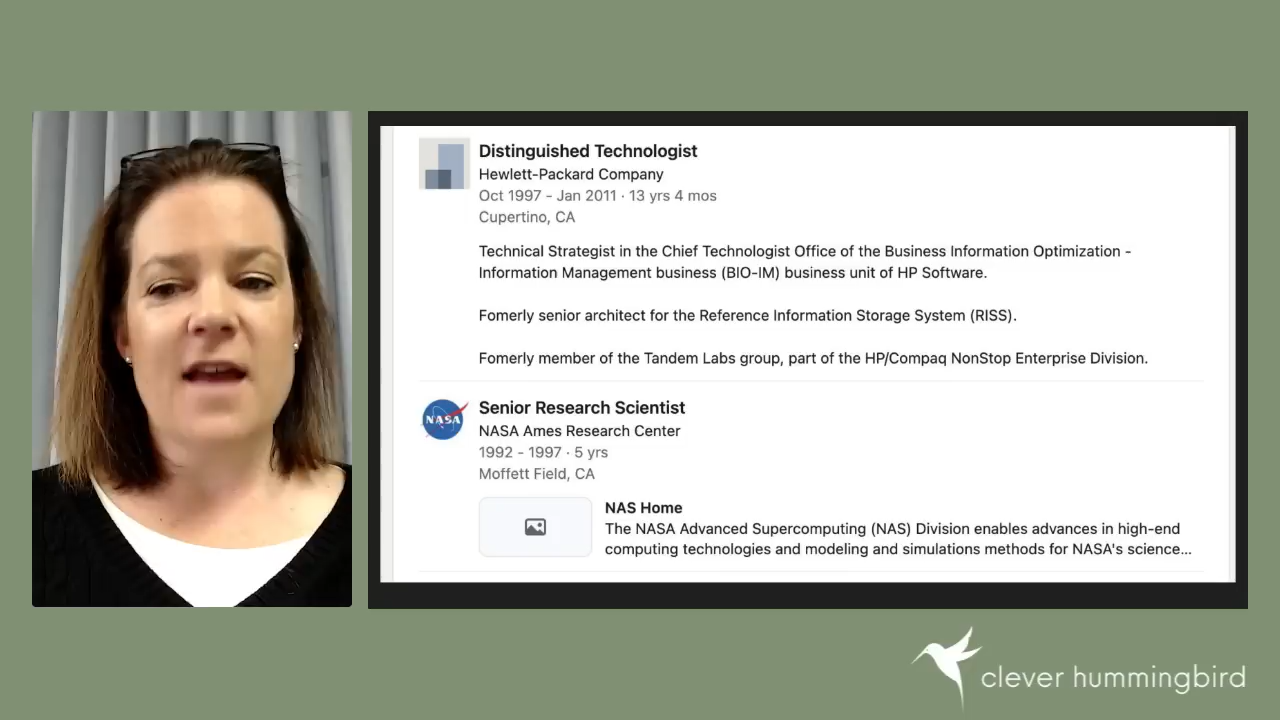 Distinguished Technologist
Hewlett-Packard Company
Oct 1997 - Jan 2011 · 13 yrs 4 mos
Cupertino, CA
Technical Strategist in the Chief Technologist Office of the Business Information Optimization -
Information Management business (BIO-IM) business unit of HP Software.
Fomerly senior architect for the Reference Information Storage System (RISS).
Fomerly member of the Tandem Labs group, part of the HP/Compaq NonStop Enterprise Division.
NASA
Senior Research Scientist
NASA Ames Research Center
1992 - 1997 · 5 yrs
Moffett Field, CA
NAS Home
The NASA Advanced Supercomputing (NAS) Division enables advances in high-end
computing technologies and modeling and simulations methods for NASA's science...
clever hummingbird